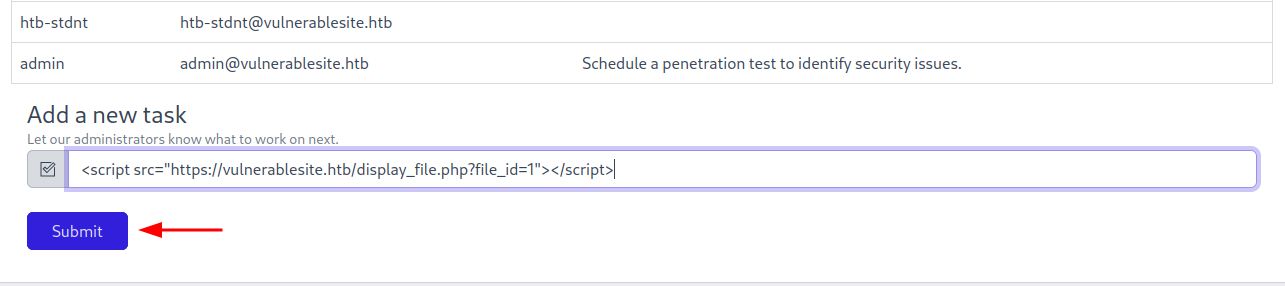 htb-stdnt htb-stdnt@vulnerablesite.htb
admin admin@vulnerablesite.htb Schedule a penetration test to identify security issues.
Add a new task
Let our administrators know what to work on next.
<script src="https://vulnerablesite.htb/display_file.php?file_id=1"></script>
Submit